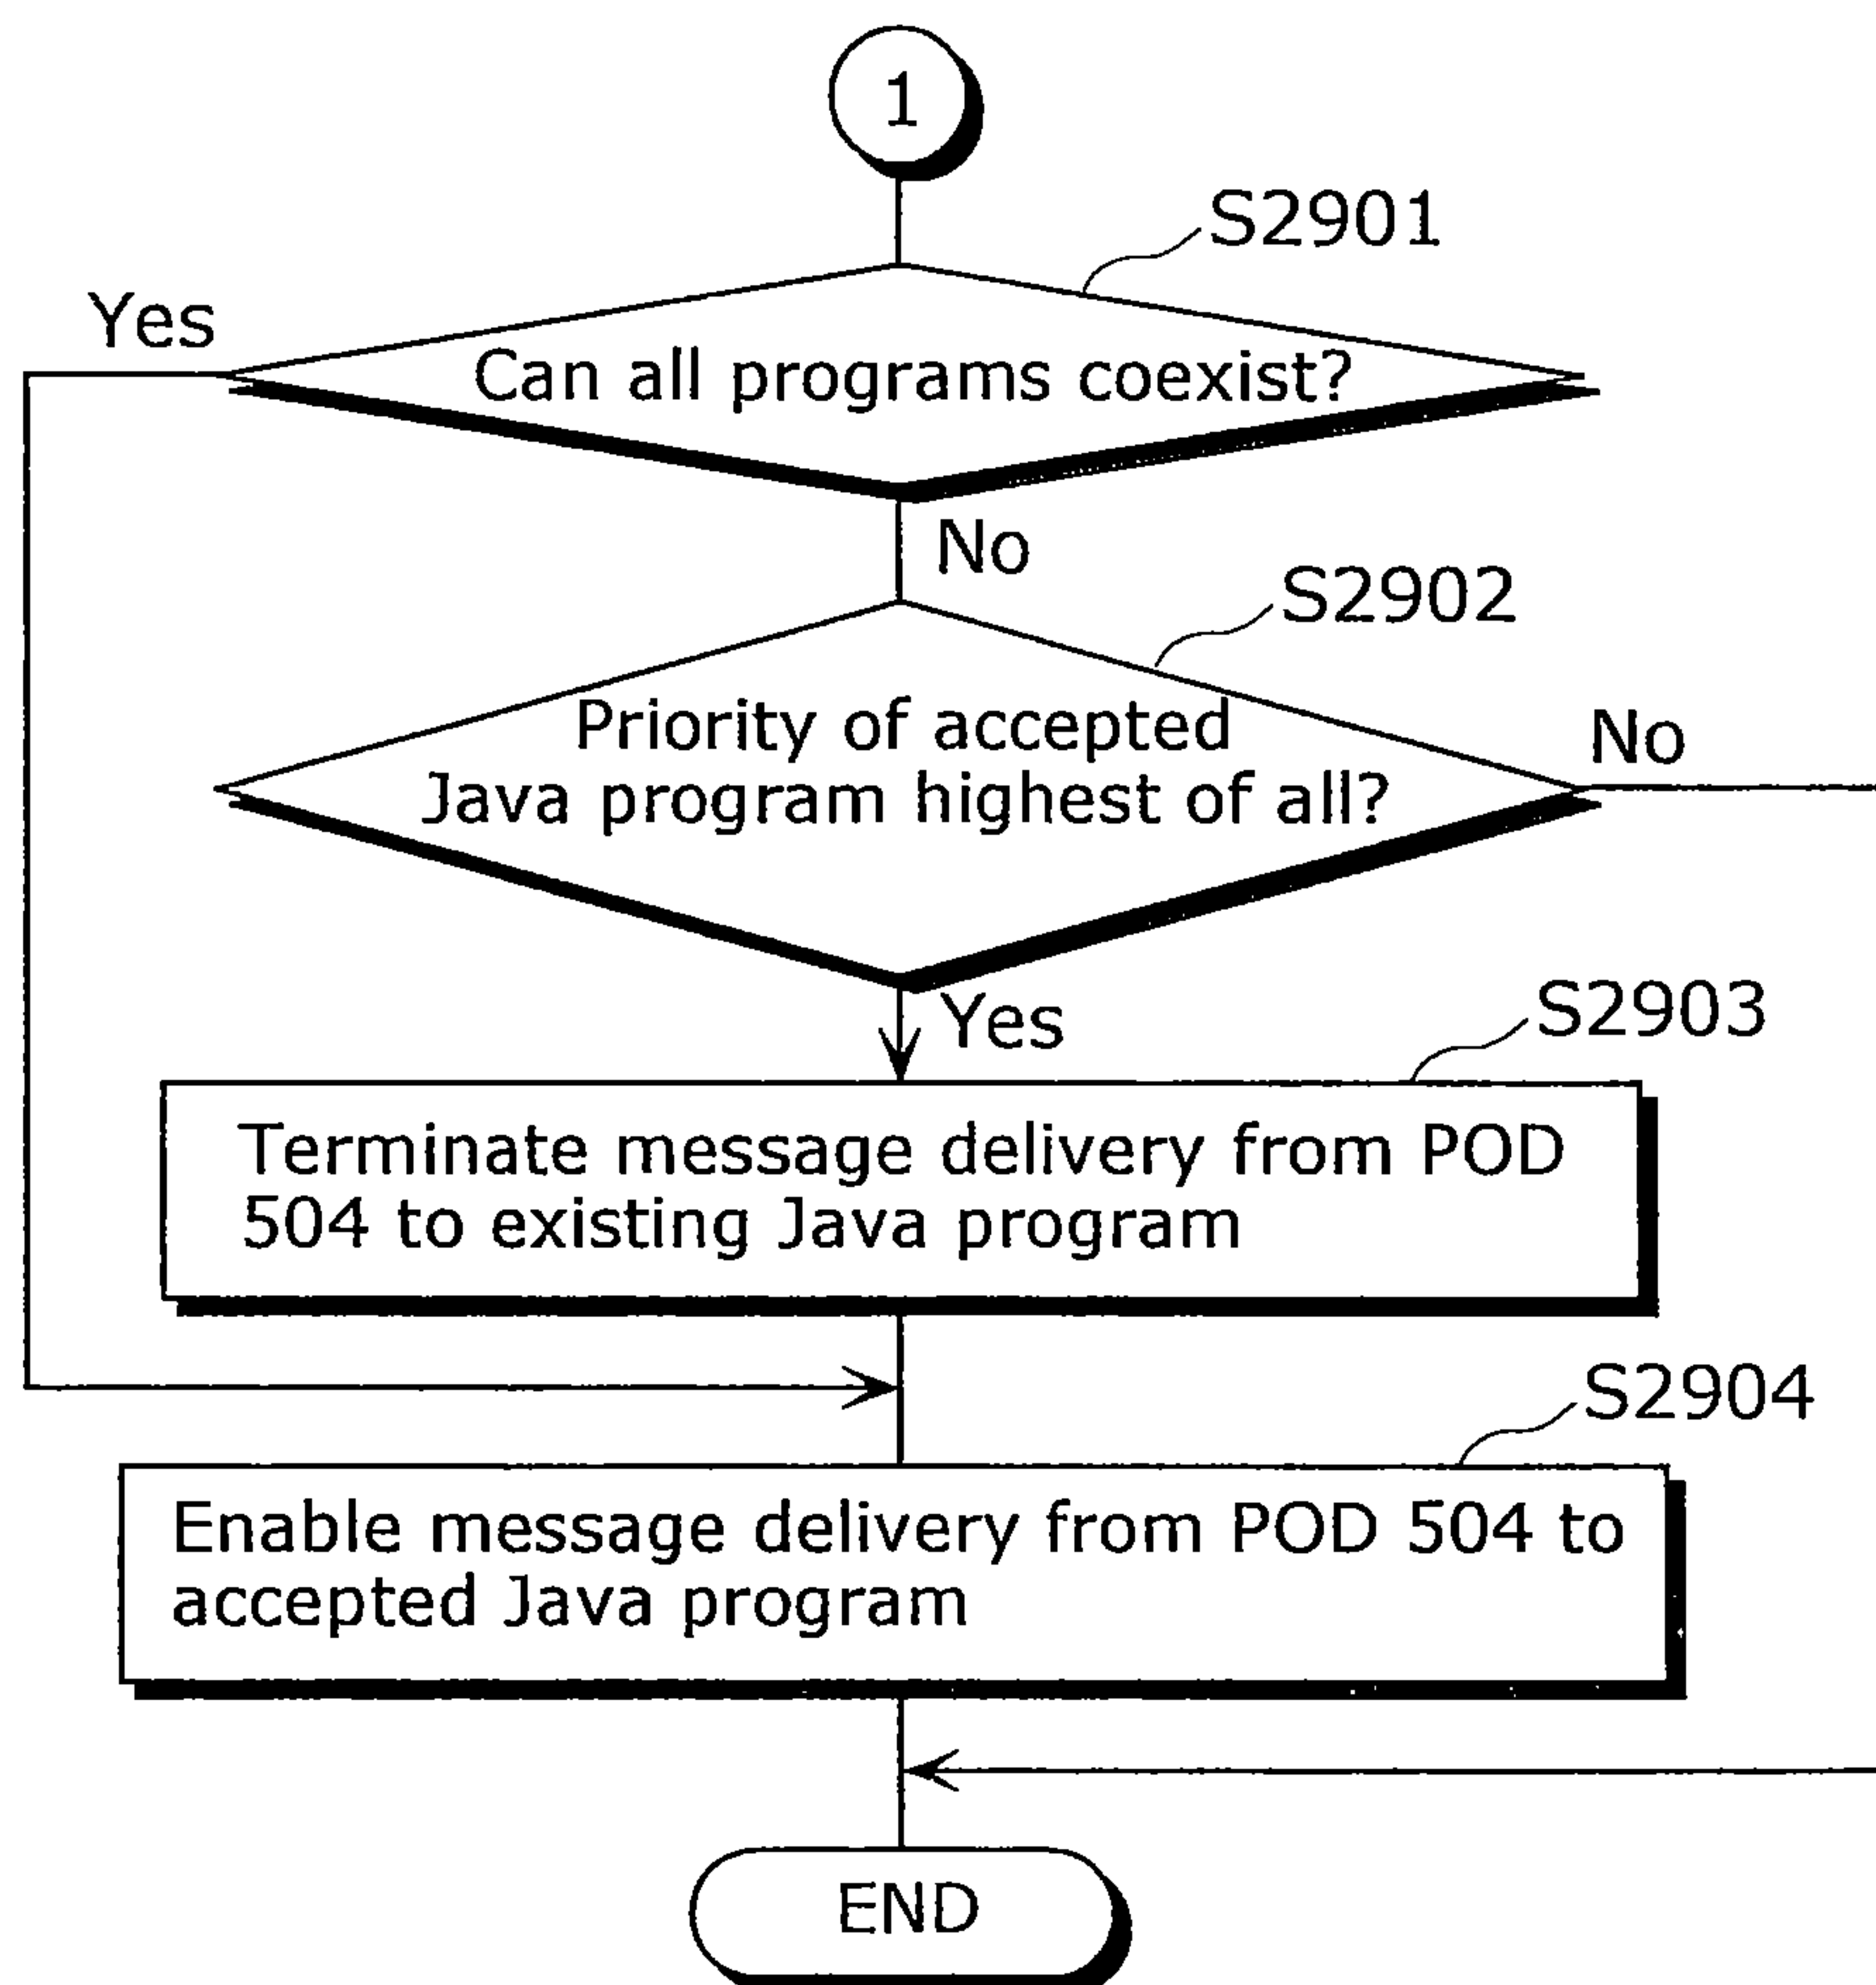 1
S2901
Yes
Can all programs coexist?
No
S2902
Priority of accepted
Java program highest of all?
No
Yes
S2903
Terminate message delivery from POD
504 to existing Java program
S2904
Enable message delivery from POD 504 to
accepted Java program
END